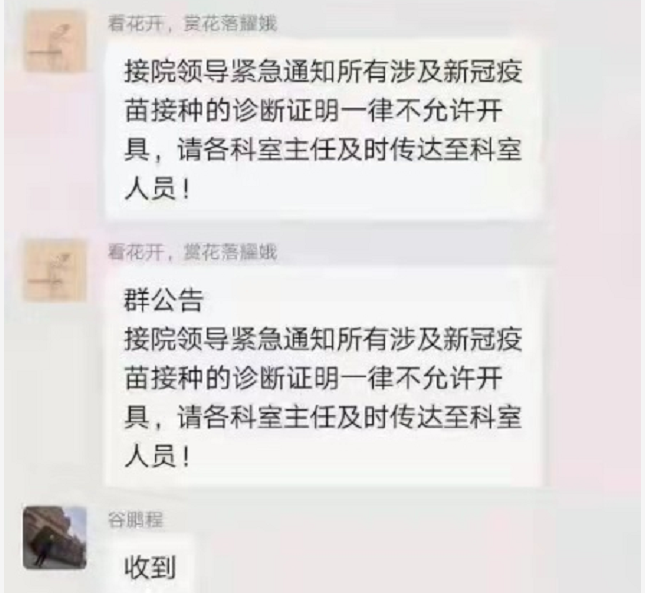 看花开，赏花落耀娥
接院领导紧急通知所有涉及新冠疫
苗接种的诊断证明一律不允许开
具，请各科室主任及时传达至科室
人员！
看花开，赏花落耀娥
群公告
接院领导紧急通知所有涉及新冠疫
苗接种的诊断证明一律不允许开
具，请各科室主任及时传达至科室
人员！
谷鹏程
收到